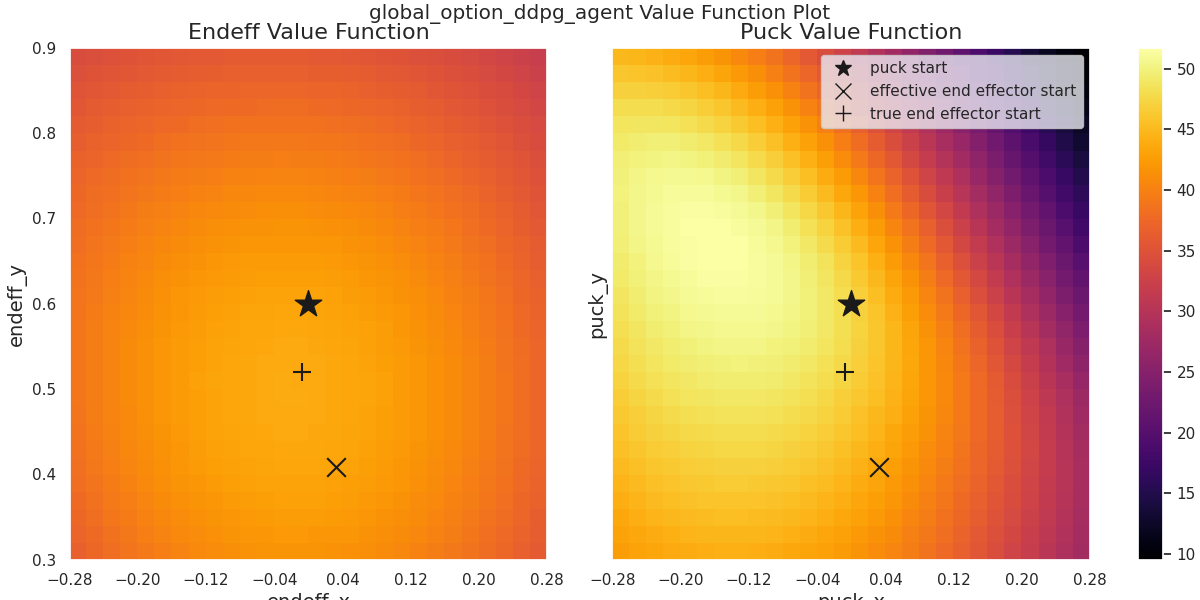 global_option_ddpg_agent Value Function Plot
Endeff Value Function
Puck Value Function
puck start
effective end effector start
true end effector start
endeff_y
0.9
0.8
0.7
0.6
0.5
0.4
0.3
−0.28 −0.20 −0.12 −0.04 0.04 0.12 0.20 0.28
endeff_x
puck_y
−0.28 −0.20 −0.12 −0.04 0.04 0.12 0.20 0.28
puck_x
50
45
40
35
30
25
20
15
10